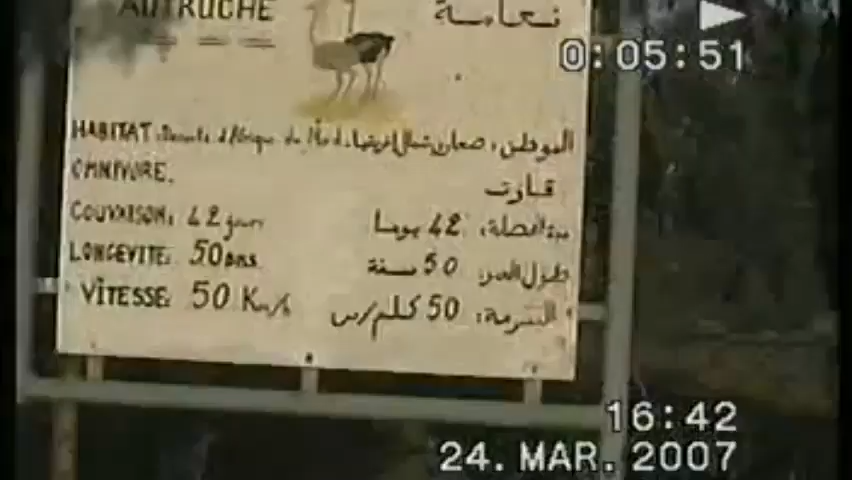 AUTRUCHE نعامة
0:05:51
HABITAT: Deserts d'Afrique du Nord. الموطن: صحاري شمال إفريقيا
OMNIVORE. قارت
COUVAISON: 42 jours مدة الحضانة: 42 يوما
LONGEVITE: 50 ans طول العمر: 50 سنة
VITESSE: 50 Km/h السرعة: 50 كلم/س
16:42
24. MAR. 2007